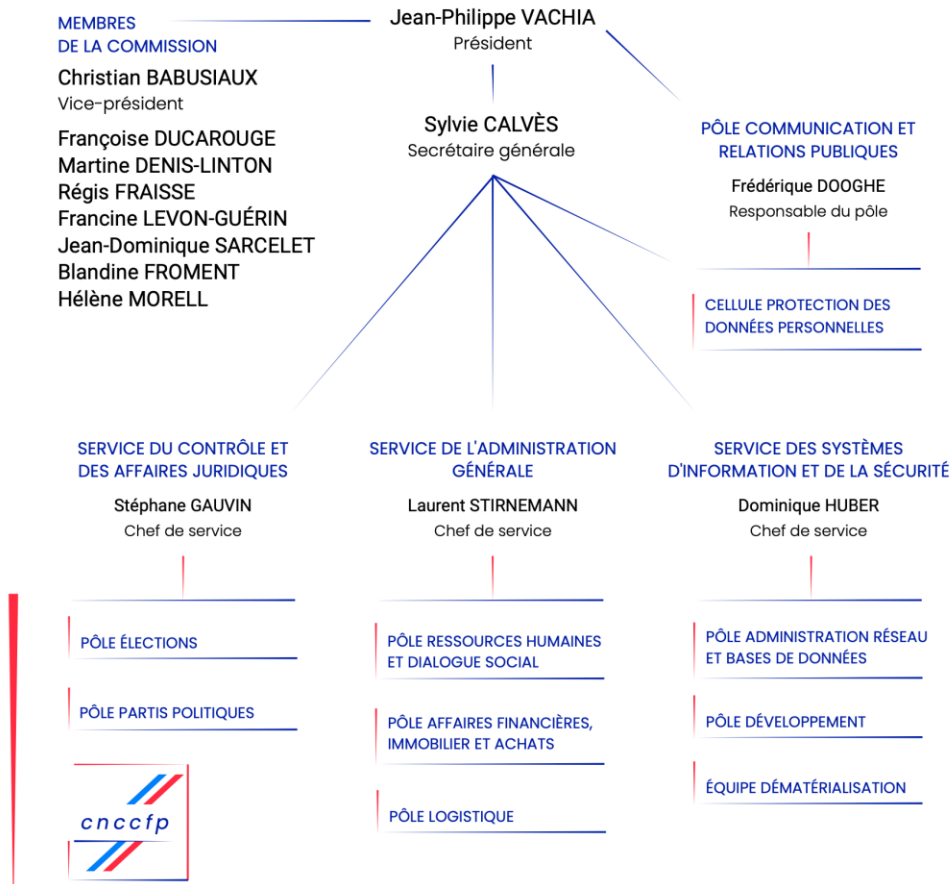 Jean-Philippe VACHIA
Président
MEMBRES
DE LA COMMISSION
Christian BABUSIAUX
Vice-président
Françoise DUCAROUGE
Martine DENIS-LINTON
Régis FRAISSE
Francine LEVON-GUÉRIN
Jean-Dominique SARCELET
Blandine FROMENT
Hélène MORELL
Sylvie CALVÈS
Secrétaire générale
PÔLE COMMUNICATION ET
RELATIONS PUBLIQUES
Frédérique DOOGHE
Responsable du pôle
CELLULE PROTECTION DES
DONNÉES PERSONNELLES
SERVICE DU CONTRÔLE ET
DES AFFAIRES JURIDIQUES
Stéphane GAUVIN
Chef de service
PÔLE ÉLECTIONS
PÔLE PARTIS POLITIQUES
SERVICE DE L'ADMINISTRATION
GÉNÉRALE
Laurent STIRNEMANN
Chef de service
PÔLE RESSOURCES HUMAINES
ET DIALOGUE SOCIAL
PÔLE AFFAIRES FINANCIÈRES,
IMMOBILIER ET ACHATS
PÔLE LOGISTIQUE
SERVICE DES SYSTÈMES
D'INFORMATION ET DE LA SÉCURITÉ
Dominique HUBER
Chef de service
PÔLE ADMINISTRATION RÉSEAU
ET BASES DE DONNÉES
PÔLE DÉVELOPPEMENT
ÉQUIPE DÉMATÉRIALISATION
cnccfp